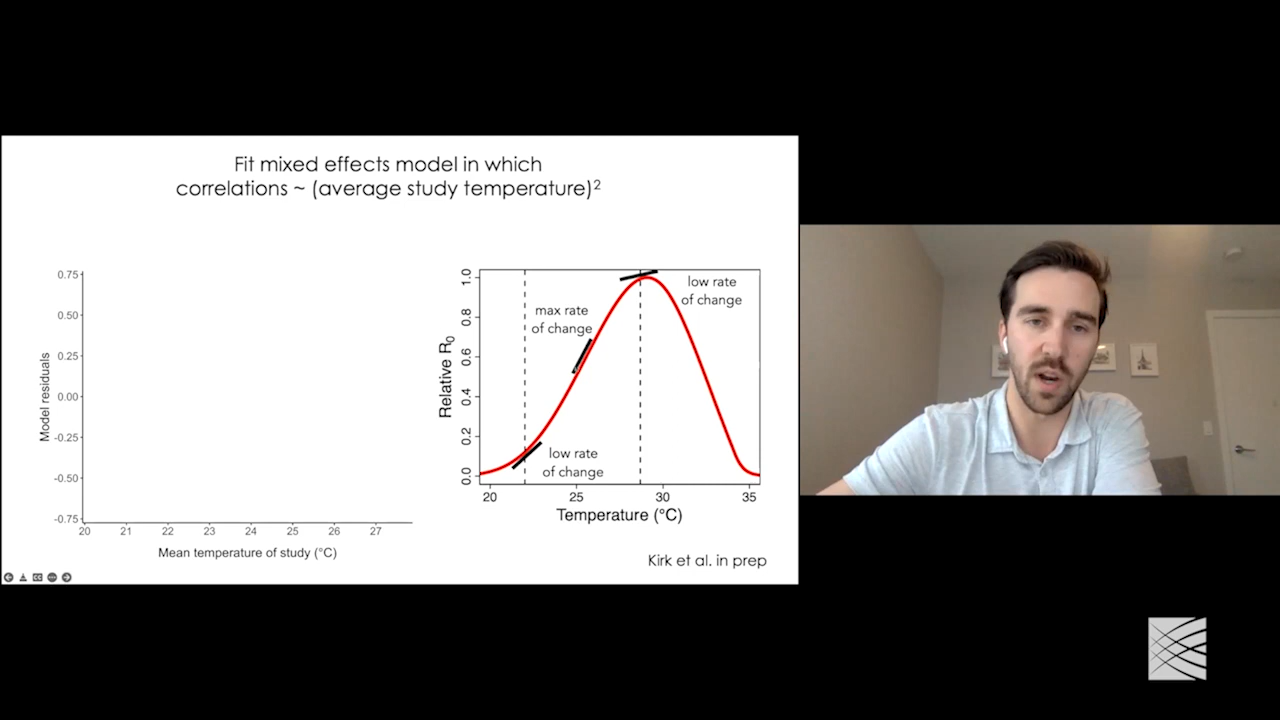 Fit mixed effects model in which
correlations ~ (average study temperature)²
0.75
0.50
0.25
0.00
-0.25
-0.50
-0.75
Model residuals
20 21 22 23 24 25 26 27
Mean temperature of study (°C)
1.0
0.8
0.6
0.4
0.2
0.0
Relative R₀
low rate
of change
max rate
of change
low rate
of change
20 25 30 35
Temperature (°C)
Kirk et al. in prep